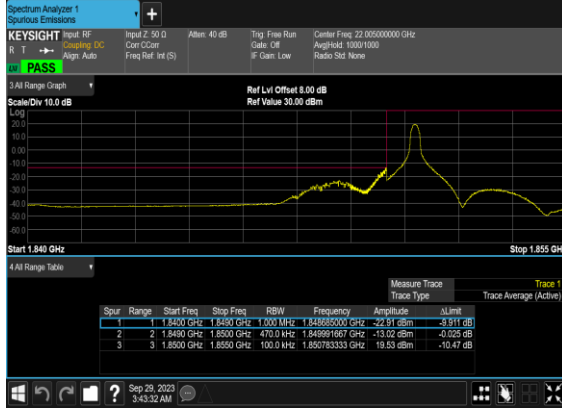 Spectrum Analyzer 1
Spurious Emissions
+
KEYSIGHT Input: RF Input Z: 50 Ω Atten: 40 dB Trig: Free Run Center Freq: 22.005000000 GHz
R T Coupling: DC Corr CCorr Gate: Off Avg|Hold: 1000/1000
Align: Auto Freq Ref: Int (S) IF Gain: Low Radio Std: None
PASS
3 All Range Graph
Ref Lvl Offset 8.00 dB
Scale/Div 10.0 dB Ref Value 30.00 dBm
Log
20.0
10.0
0.00
-10.0
-20.0
-30.0
-40.0
-50.0
-60.0
Start 1.840 GHz Stop 1.855 GH
4 All Range Table
Measure Trace Trace 1
Trace Type Trace Average (Active)
Spur Range Start Freq Stop Freq RBW Frequency Amplitude ΔLimit
1 1 1.8400 GHz 1.8490 GHz 1.000 MHz 1.848685000 GHz -22.91 dBm -9.911 dB
2 2 1.8490 GHz 1.8500 GHz 470.0 kHz 1.849991667 GHz -13.02 dBm -0.025 dB
3 3 1.8500 GHz 1.8550 GHz 100.0 kHz 1.850783333 GHz 19.53 dBm -10.47 dB
? Sep 29, 2023
3:43:32 AM